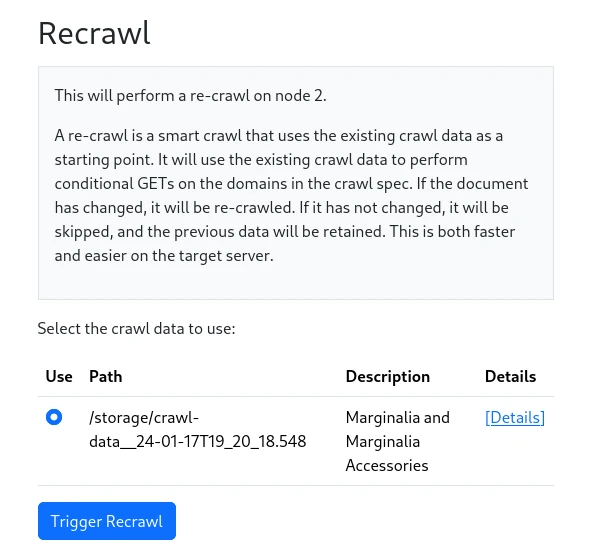 Recrawl
This will perform a re-crawl on node 2.
A re-crawl is a smart crawl that uses the existing crawl data as a
starting point. It will use the existing crawl data to perform
conditional GETs on the domains in the crawl spec. If the document
has changed, it will be re-crawled. If it has not changed, it will be
skipped, and the previous data will be retained. This is both faster
and easier on the target server.
Select the crawl data to use:
Use Path Description Details
/storage/crawl- Marginalia and [Details]
data__24-01-17T19_20_18.548 Marginalia
Accessories
Trigger Recrawl